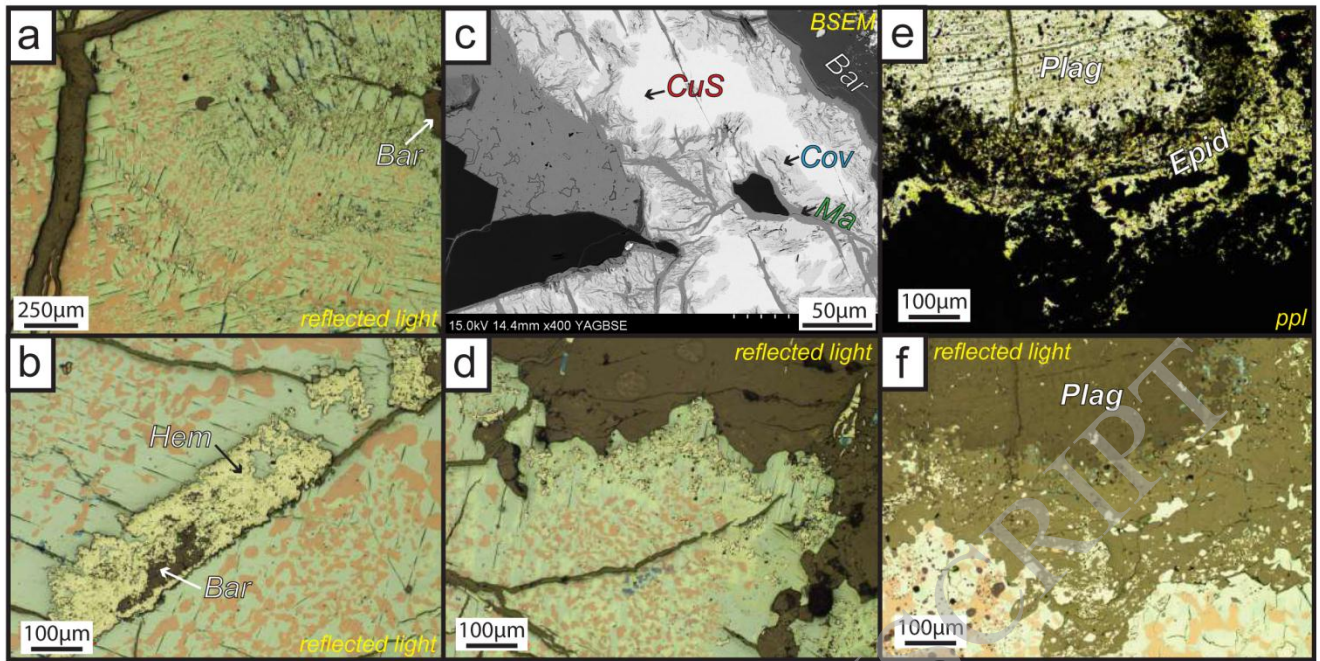 a
Bar
250µm
reflected light
b
Hem
Bar
100µm
reflected light
c
BSEM
Bar
CuS
Cov
Ma
50µm
15.0kV 14.4mm x400 YAGBSE
d
reflected light
100µm
e
Plag
Epid
100µm
ppl
f
reflected light
Plag
100µm
CRIPT